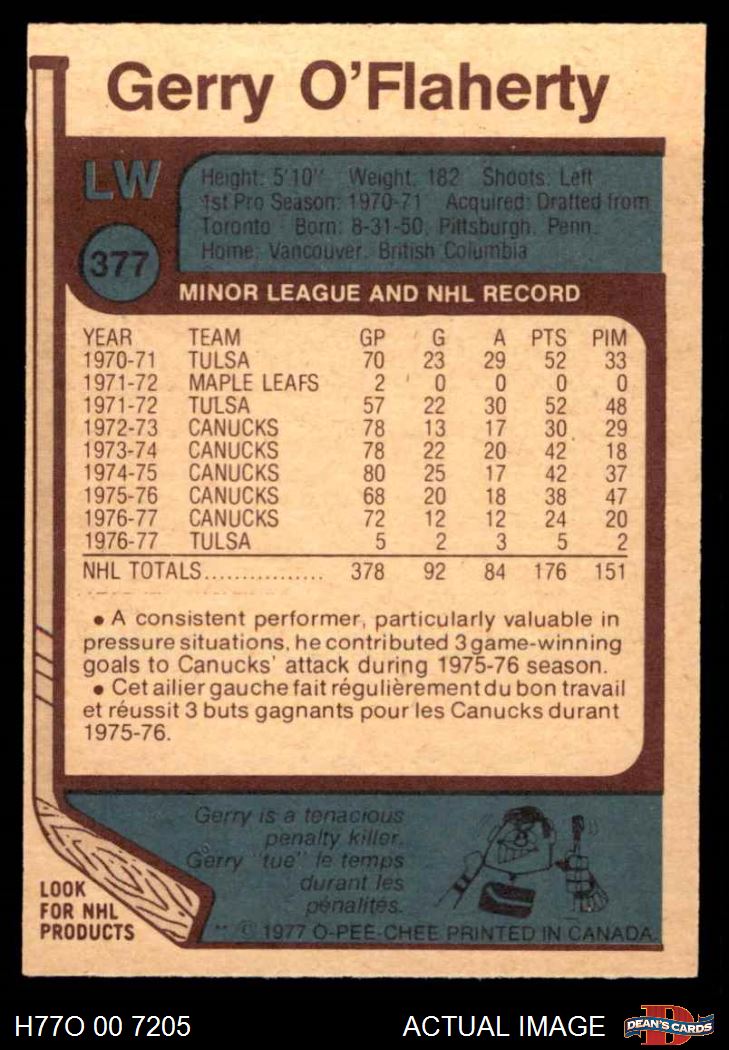 Gerry O'Flaherty
LW
Height: 5'10" Weight: 182 Shoots: Left
1st Pro Season: 1970-71 Acquired: Drafted from
Toronto Born: 8-31-50, Pittsburgh, Penn.
Home: Vancouver, British Columbia
377
MINOR LEAGUE AND NHL RECORD
YEAR TEAM GP G A PTS PIM
1970-71 TULSA 70 23 29 52 33
1971-72 MAPLE LEAFS 2 0 0 0 0
1971-72 TULSA 57 22 30 52 48
1972-73 CANUCKS 78 13 17 30 29
1973-74 CANUCKS 78 22 20 42 18
1974-75 CANUCKS 80 25 17 42 37
1975-76 CANUCKS 68 20 18 38 47
1976-77 CANUCKS 72 12 12 24 20
1976-77 TULSA 5 2 3 5 2
NHL TOTALS................ 378 92 84 176 151
• A consistent performer, particularly valuable in
pressure situations, he contributed 3 game-winning
goals to Canucks' attack during 1975-76 season.
• Cet ailier gauche fait régulièrement du bon travail
et réussit 3 buts gagnants pour les Canucks durant
1975-76.
Gerry is a tenacious
penalty killer.
Gerry "tue" le temps
durant les
pénalités.
LOOK
FOR NHL
PRODUCTS
** © 1977 O-PEE-CHEE PRINTED IN CANADA.
H77O 00 7205
ACTUAL IMAGE
D
DEAN'S CARDS